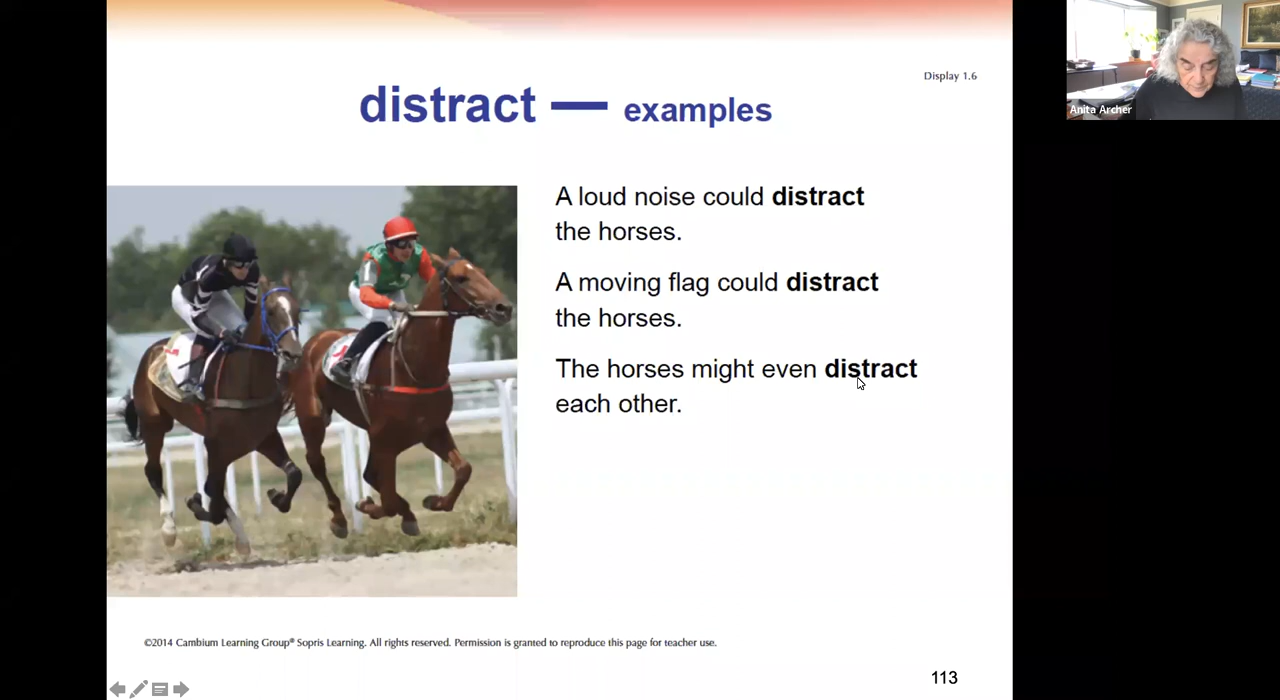 Display 1.6
distract — examples
A loud noise could distract
the horses.
A moving flag could distract
the horses.
The horses might even distract
each other.
©2014 Cambium Learning Group® Sopris Learning. All rights reserved. Permission is granted to reproduce this page for teacher use.
113
Anita Archer